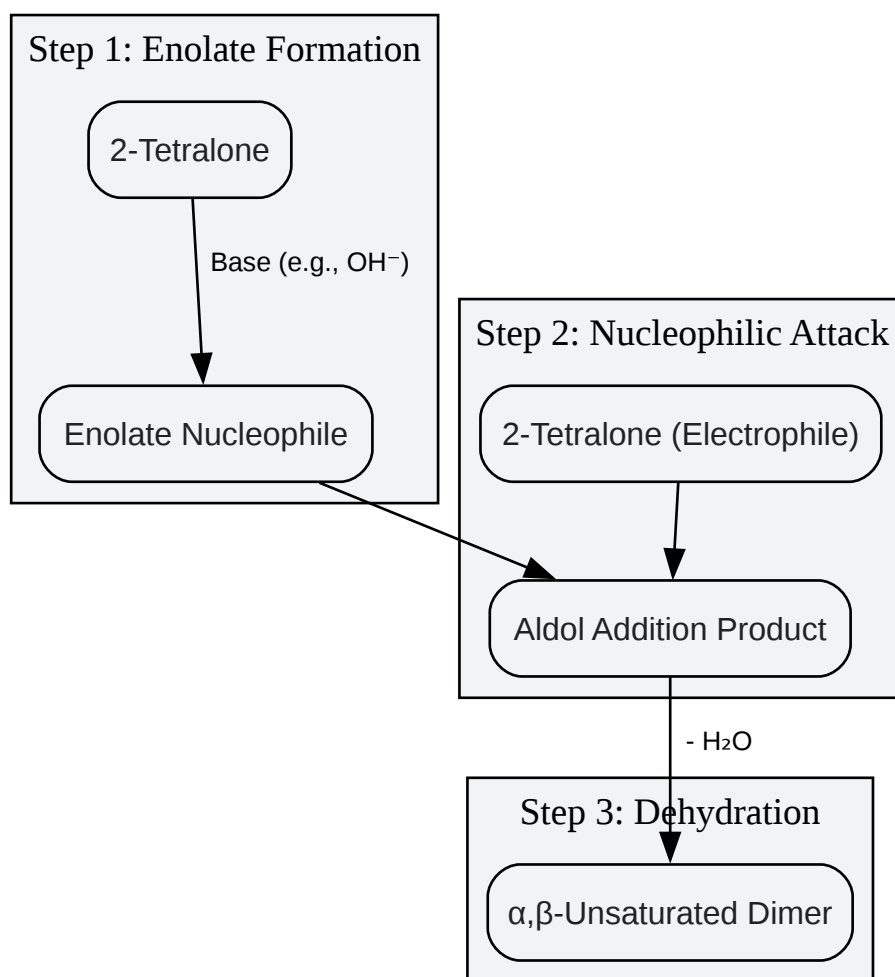 Step 1: Enolate Formation
2-Tetralone
Base (e.g., OH⁻)
Enolate Nucleophile
Step 2: Nucleophilic Attack
2-Tetralone (Electrophile)
Aldol Addition Product
- H₂O
Step 3: Dehydration
α,β-Unsaturated Dimer